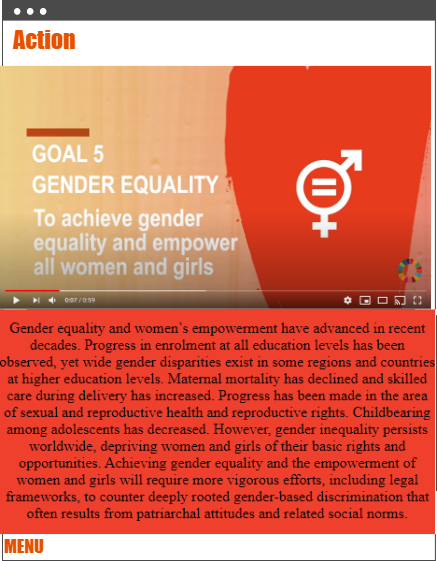 Action
GOAL 5
GENDER EQUALITY
To achieve gender
equality and empower
all women and girls
0:07 / 0:59
Gender equality and women's empowerment have advanced in recent
decades. Progress in enrolment at all education levels has been
observed, yet wide gender disparities exist in some regions and countries
at higher education levels. Maternal mortality has declined and skilled
care during delivery has increased. Progress has been made in the area
of sexual and reproductive health and reproductive rights. Childbearing
among adolescents has decreased. However, gender inequality persists
worldwide, depriving women and girls of their basic rights and
opportunities. Achieving gender equality and the empowerment of
women and girls will require more vigorous efforts, including legal
frameworks, to counter deeply rooted gender-based discrimination that
often results from patriarchal attitudes and related social norms.
MENU